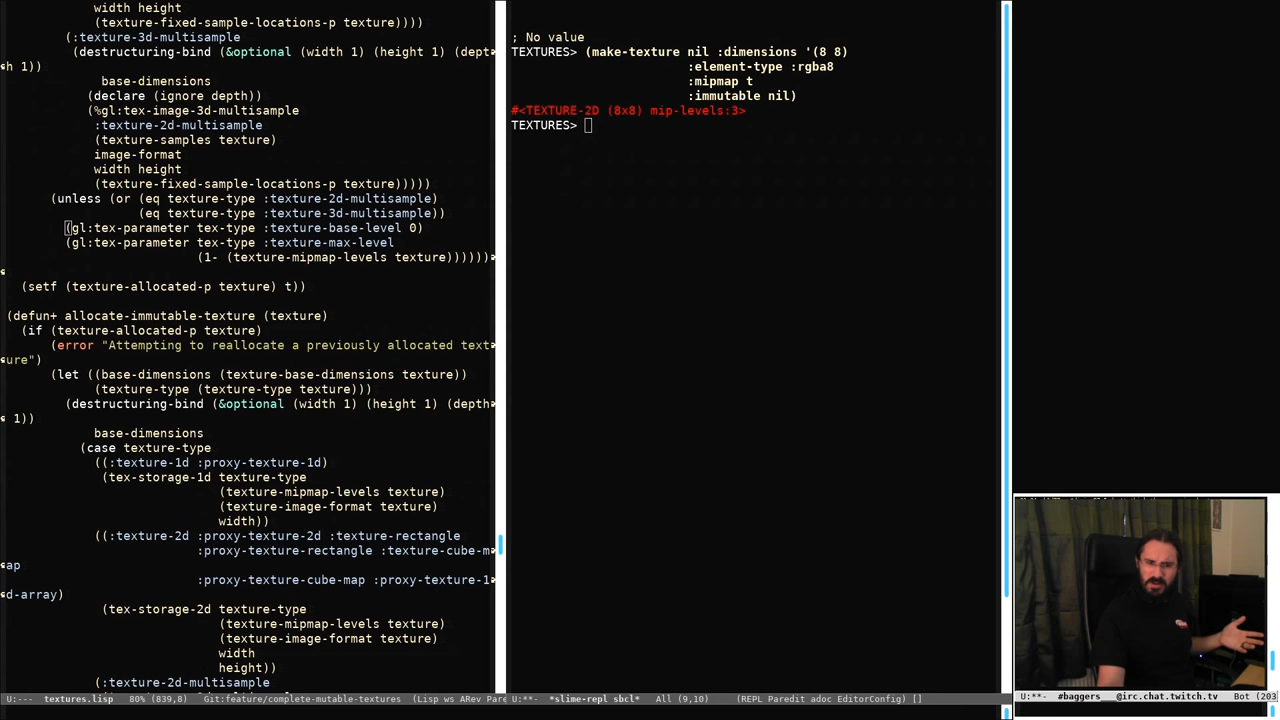 width height
(texture-fixed-sample-locations-p texture))))
(:texture-3d-multisample
(destructuring-bind (&optional (width 1) (height 1) (dept
h 1))
base-dimensions
(declare (ignore depth))
(%gl:tex-image-3d-multisample
:texture-2d-multisample
(texture-samples texture)
image-format
width height
(texture-fixed-sample-locations-p texture)))))
(unless (or (eq texture-type :texture-2d-multisample)
(eq texture-type :texture-3d-multisample))
(gl:tex-parameter tex-type :texture-base-level 0)
(gl:tex-parameter tex-type :texture-max-level
(1- (texture-mipmap-levels texture))))))
(setf (texture-allocated-p texture) t))
(defun+ allocate-immutable-texture (texture)
(if (texture-allocated-p texture)
(error "Attempting to reallocate a previously allocated text
ure")
(let ((base-dimensions (texture-base-dimensions texture))
(texture-type (texture-type texture)))
(destructuring-bind (&optional (width 1) (height 1) (depth
1))
base-dimensions
(case texture-type
((:texture-1d :proxy-texture-1d)
(tex-storage-1d texture-type
(texture-mipmap-levels texture)
(texture-image-format texture)
width))
((:texture-2d :proxy-texture-2d :texture-rectangle
:proxy-texture-rectangle :texture-cube-m
ap
:proxy-texture-cube-map :proxy-texture-1
d-array)
(tex-storage-2d texture-type
(texture-mipmap-levels texture)
(texture-image-format texture)
width
height))
(:texture-2d-multisample
U:--- textures.lisp 80% (839,8) Git:feature/complete-mutable-textures (Lisp ws ARev Pare
; No value
TEXTURES> (make-texture nil :dimensions '(8 8)
:element-type :rgba8
:mipmap t
:immutable nil)
#<TEXTURE-2D (8x8) mip-levels:3>
TEXTURES>
U:**- *slime-repl sbcl* All (9,10) (REPL Paredit adoc EditorConfig) []
U:**- #baggers @irc.chat.twitch.tv Bot (203